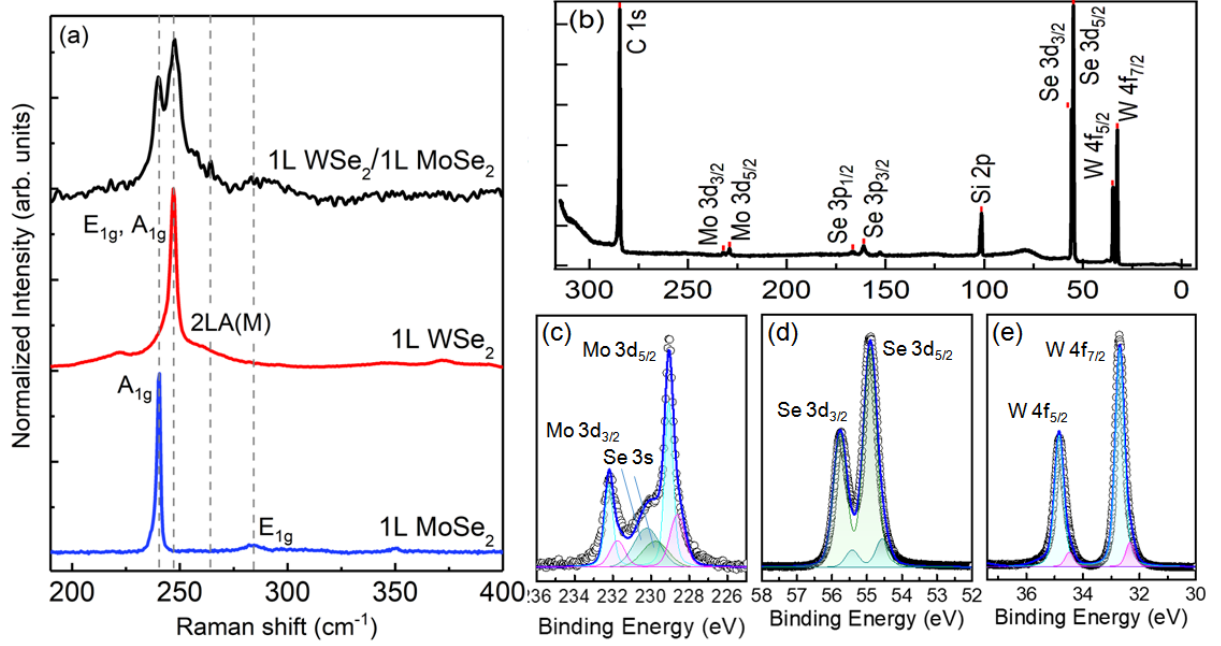 (a)
1L WSe₂/1L MoSe₂
E₁g, A₁g
2LA(M)
1L WSe₂
A₁g
E₁g
1L MoSe₂
Normalized Intensity (arb. units)
200 250 300 350 400
Raman shift (cm⁻¹)
(b)
C 1s
Mo 3d₃/₂
Mo 3d₅/₂
Se 3p₁/₂
Se 3p₃/₂
Si 2p
Se 3d₃/₂
Se 3d₅/₂
W 4f₅/₂
W 4f₇/₂
300 250 200 150 100 50 0
(c)
Mo 3d₅/₂
Mo 3d₃/₂
Se 3s
236 234 232 230 228 226
Binding Energy (eV)
(d)
Se 3d₅/₂
Se 3d₃/₂
58 57 56 55 54 53 52
Binding Energy (eV)
(e)
W 4f₇/₂
W 4f₅/₂
36 34 32 30
Binding Energy (eV)